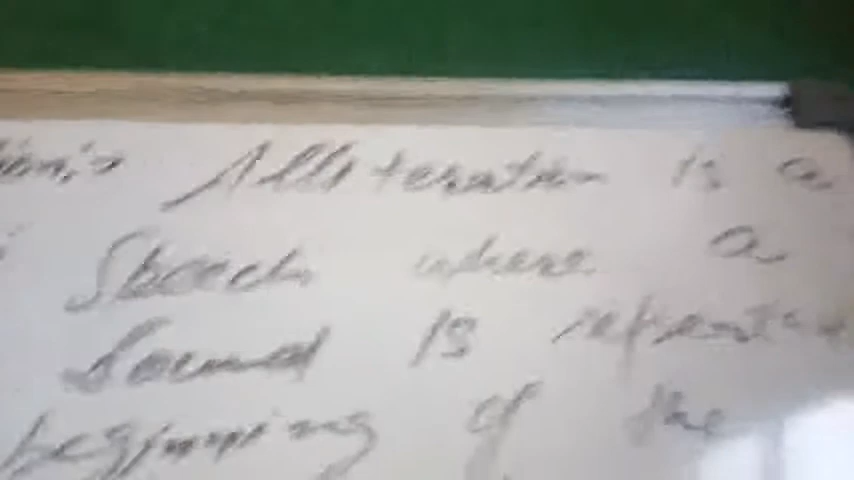 Alliteration is a
Speech where a
Sound is repeated
beginning of the